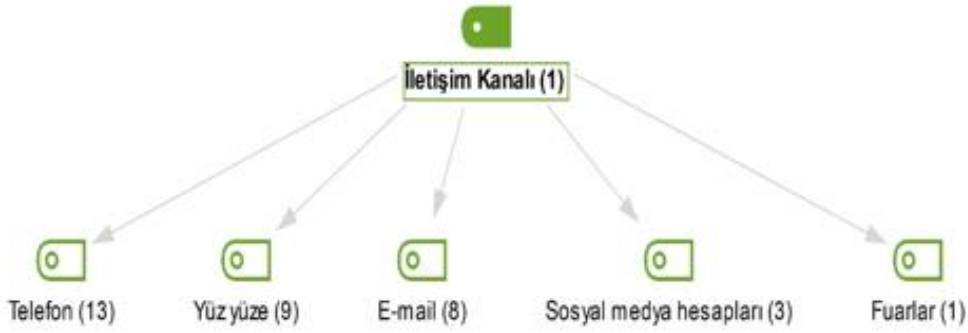 İletişim Kanalı (1)
Telefon (13) Yüz yüze (9) E-mail (8) Sosyal medya hesapları (3) Fuarlar (1)